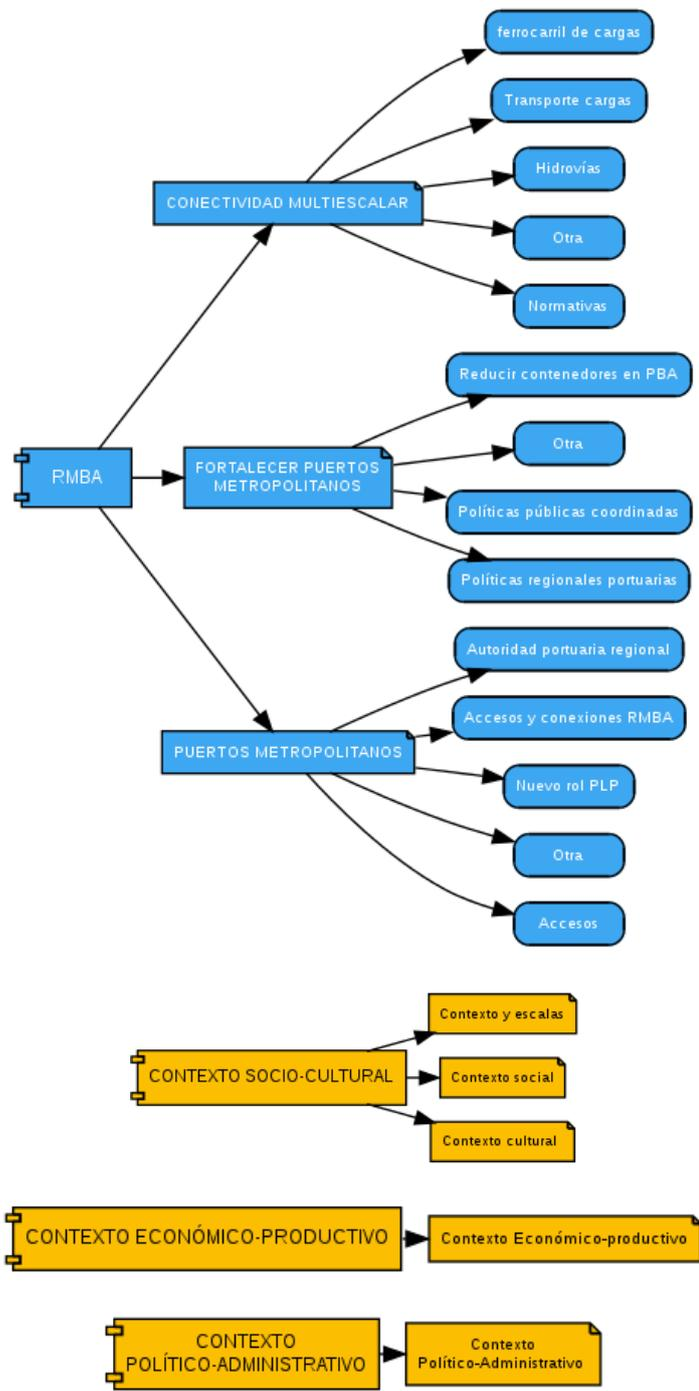 ferrocarril de cargas
Transporte cargas
Hidrovías
CONECTIVIDAD MULTIESCALAR
Otra
Normativas
Reducir contenedores en PBA
Otra
RMBA
FORTALECER PUERTOS
METROPOLITANOS
Políticas públicas coordinadas
Políticas regionales portuarias
Autoridad portuaria regional
Accesos y conexiones RMBA
PUERTOS METROPOLITANOS
Nuevo rol PLP
Otra
Accesos
Contexto y escalas
CONTEXTO SOCIO-CULTURAL
Contexto social
Contexto cultural
CONTEXTO ECONÓMICO-PRODUCTIVO
Contexto Económico-productivo
CONTEXTO
POLÍTICO-ADMINISTRATIVO
Contexto
Político-Administrativo